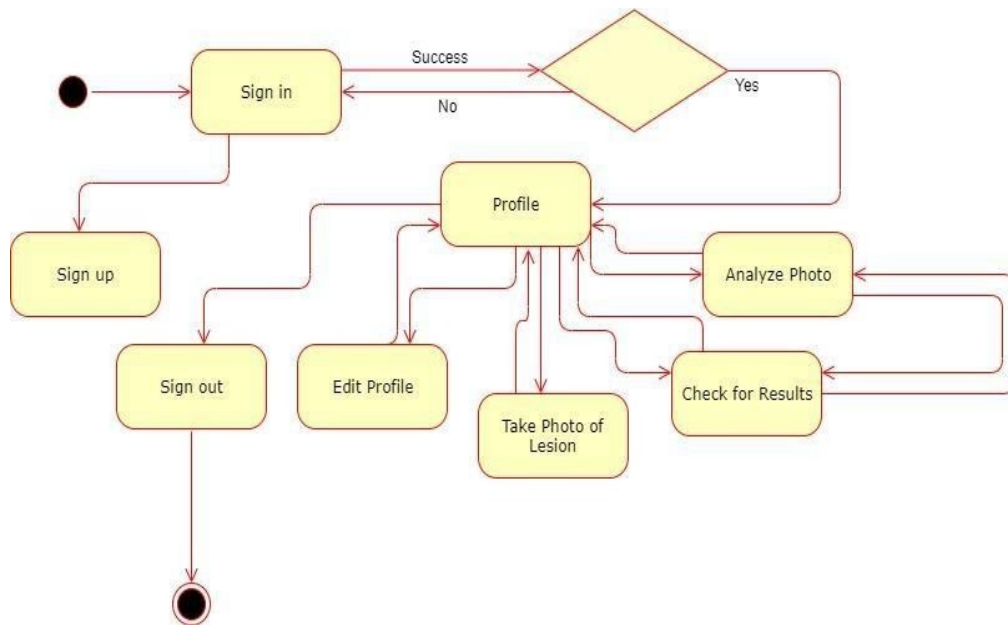 Success
Sign in
Yes
No
Profile
Sign up
Analyze Photo
Sign out
Edit Profile
Check for Results
Take Photo of
Lesion